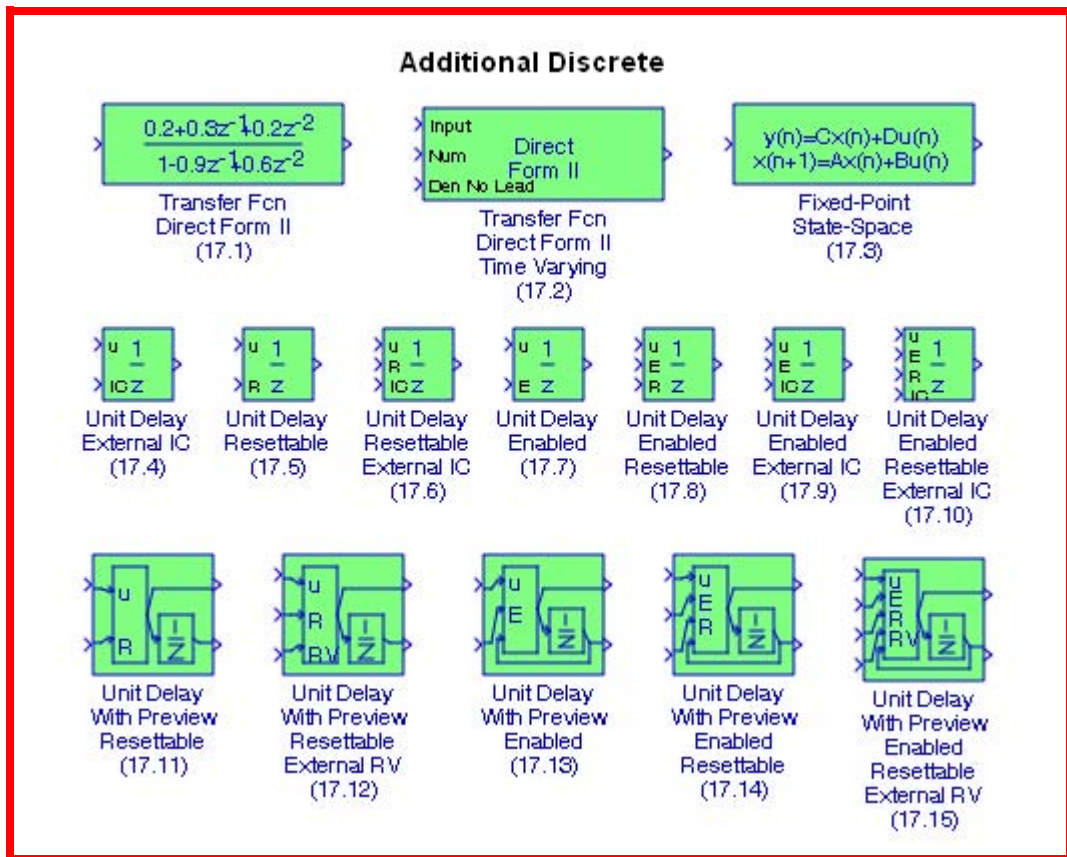 Additional Discrete
0.2+0.3z⁻¹+0.2z⁻²
1-0.9z⁻¹+0.6z⁻²
Transfer Fcn
Direct Form II
(17.1)
Input
Num
Den No Lead
Direct
Form II
Transfer Fcn
Direct Form II
Time Varying
(17.2)
y(n)=Cx(n)+Du(n)
x(n+1)=Ax(n)+Bu(n)
Fixed-Point
State-Space
(17.3)
u
IC
1
z
Unit Delay
External IC
(17.4)
u
R
1
z
Unit Delay
Resettable
(17.5)
u
R
IC
1
z
Unit Delay
Resettable
External IC
(17.6)
u
E
1
z
Unit Delay
Enabled
(17.7)
u
E
R
1
z
Unit Delay
Enabled
Resettable
(17.8)
u
E
IC
1
z
Unit Delay
Enabled
External IC
(17.9)
u
E
R
IC
1
z
Unit Delay
Enabled
Resettable
External IC
(17.10)
u
R
1
z
Unit Delay
With Preview
Resettable
(17.11)
u
R
RV
1
z
Unit Delay
With Preview
Resettable
External RV
(17.12)
u
E
1
z
Unit Delay
With Preview
Enabled
(17.13)
u
E
R
1
z
Unit Delay
With Preview
Enabled
Resettable
(17.14)
u
E
R
RV
1
z
Unit Delay
With Preview
Enabled
Resettable
External RV
(17.15)